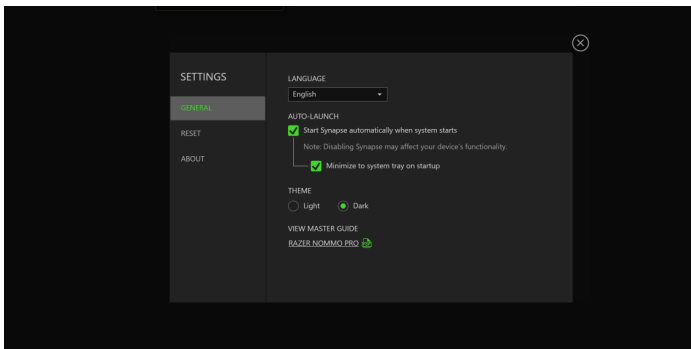 SETTINGS
GENERAL
RESET
ABOUT
LANGUAGE
English
AUTO-LAUNCH
Start Synapse automatically when system starts
Note: Disabling Synapse may affect your device's functionality.
Minimize to system tray on startup
THEME
Light
Dark
VIEW MASTER GUIDE
RAZER NOMMO PRO